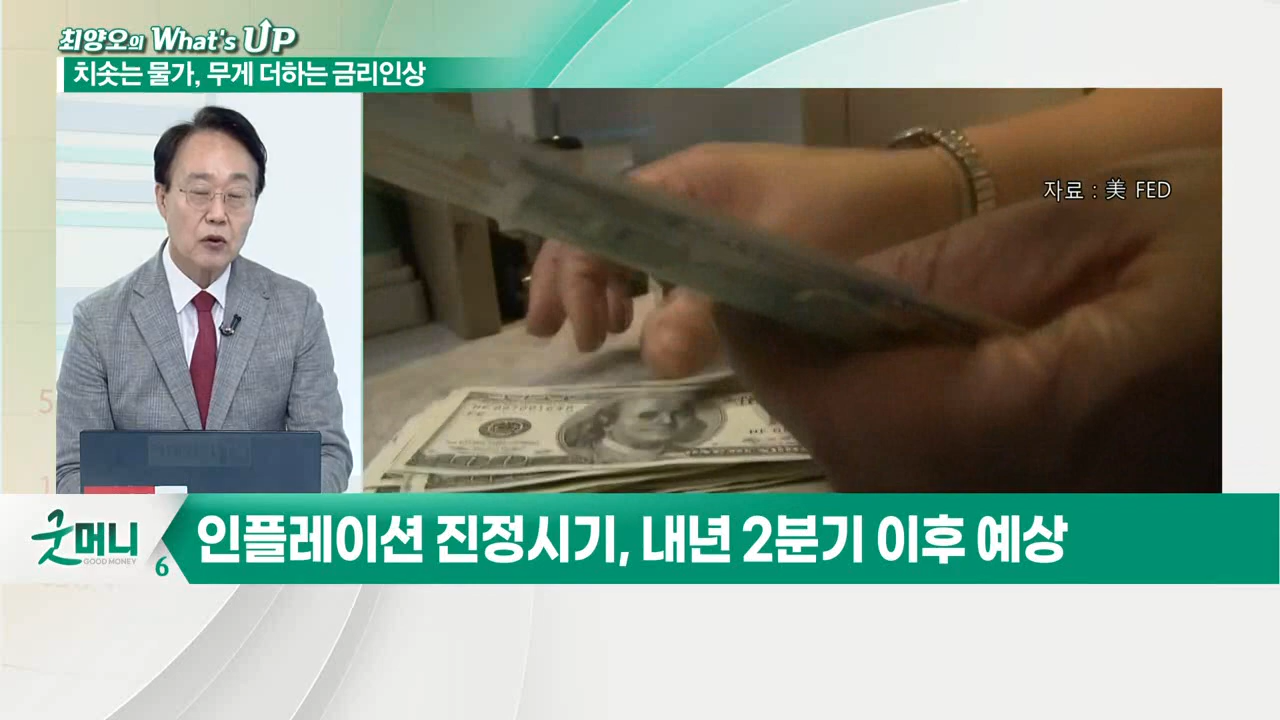 최양오의 What's UP
치솟는 물가, 무게 더하는 금리인상
자료 : 美 FED
굿머니
GOOD MONEY
6
인플레이션 진정시기, 내년 2분기 이후 예상